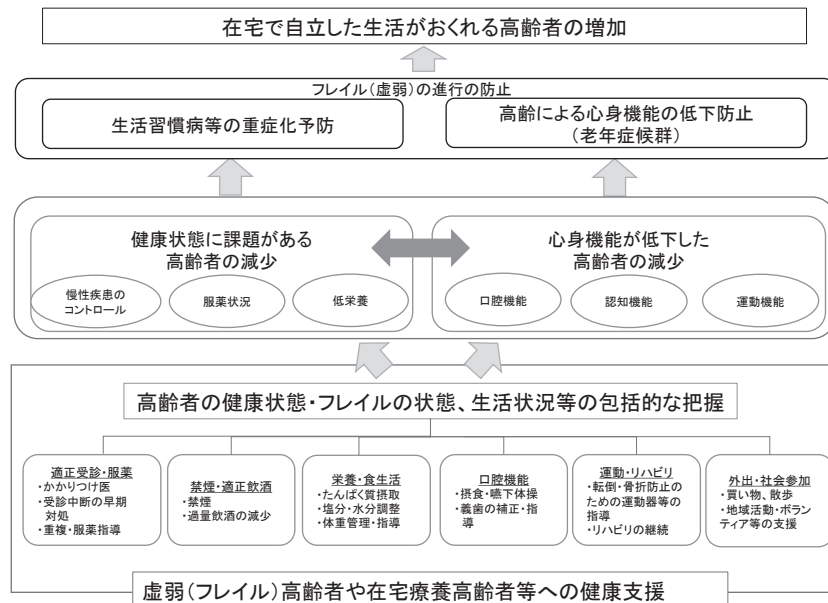 在宅で自立した生活がおくれる高齢者の増加
フレイル(虚弱)の進行の防止
生活習慣病等の重症化予防
高齢による心身機能の低下防止
(老年症候群)
健康状態に課題がある
高齢者の減少
慢性疾患の
コントロール
服薬状況
低栄養
心身機能が低下した
高齢者の減少
口腔機能
認知機能
運動機能
高齢者の健康状態・フレイルの状態、生活状況等の包括的な把握
適正受診・服薬
・かかりつけ医
・受診中断の早期
対処
・重複・服薬指導
禁煙・適正飲酒
・禁煙
・過量飲酒の減少
栄養・食生活
・たんぱく質摂取
・塩分・水分調整
・体重管理・指導
口腔機能
・摂食・嚥下体操
・義歯の補正・指
導
運動・リハビリ
・転倒・骨折防止の
ための運動器等の
指導
・リハビリの継続
外出・社会参加
・買い物、散歩
・地域活動・ボラン
ティア等の支援
虚弱(フレイル)高齢者や在宅療養高齢者等への健康支援